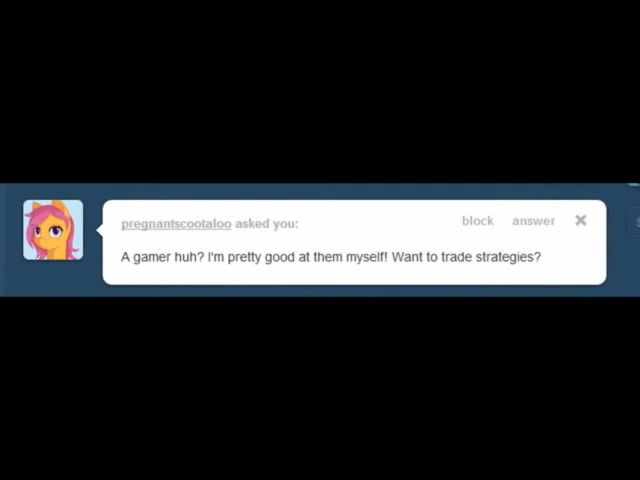 pregnantscootaloo asked you: block answer
A gamer huh? I'm pretty good at them myself! Want to trade strategies?